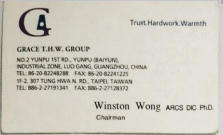 Truit.Hardwork.Warmth
GRACE T.H.W. GROUP
NO.2 YUNPU 1ST RD., YUNPU (BAIYUN),
INDUSTRIAL ZONE, LUO GANG, GUANGZHOU, CHINA
TEL: 86-20-82248288 FAX: 86-20-82241225
1F-2, 307 TUNG HWA N. RD., TAIPEI TAIWAN
TEL: 886-2-27191341 FAX: 886-2-27128372
Winston Wong ARCS DIC PhD.
Chairman